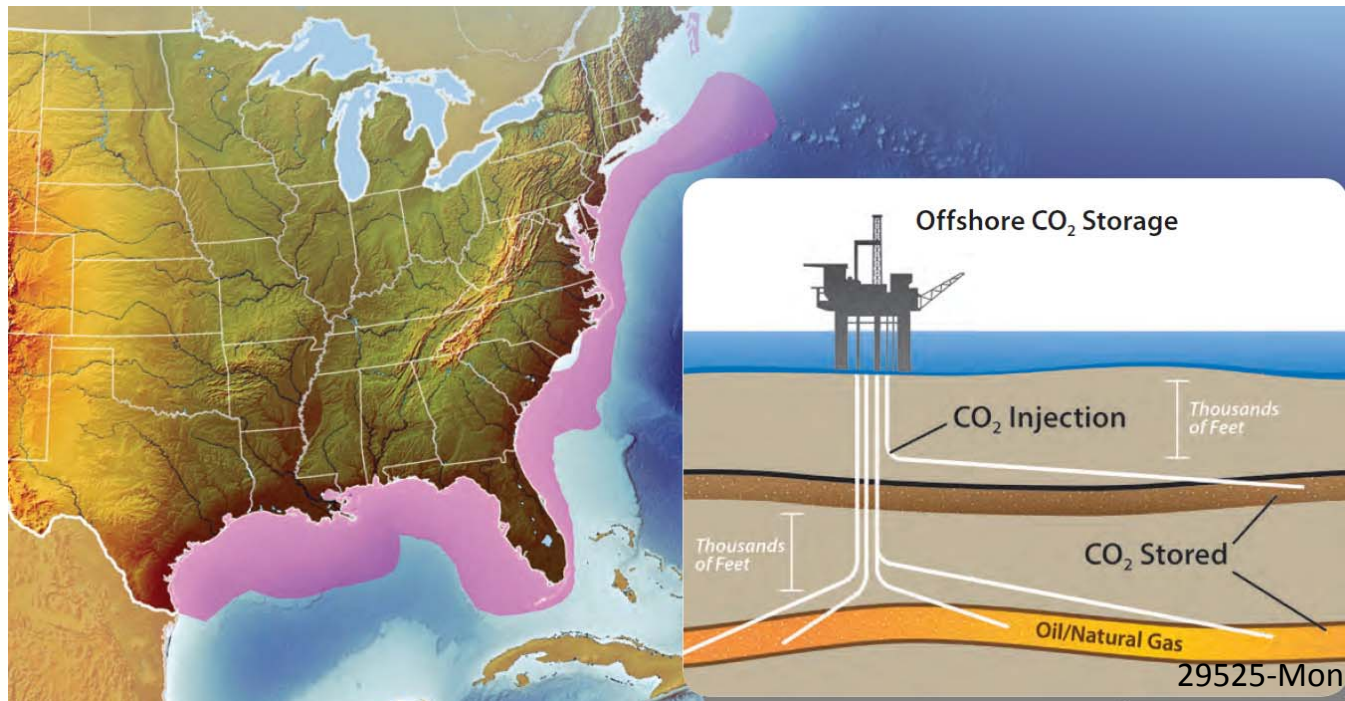 Offshore CO₂ Storage
CO₂ Injection
Thousands
of Feet
Thousands
of Feet
CO₂ Stored
Oil/Natural Gas
29525-Mon